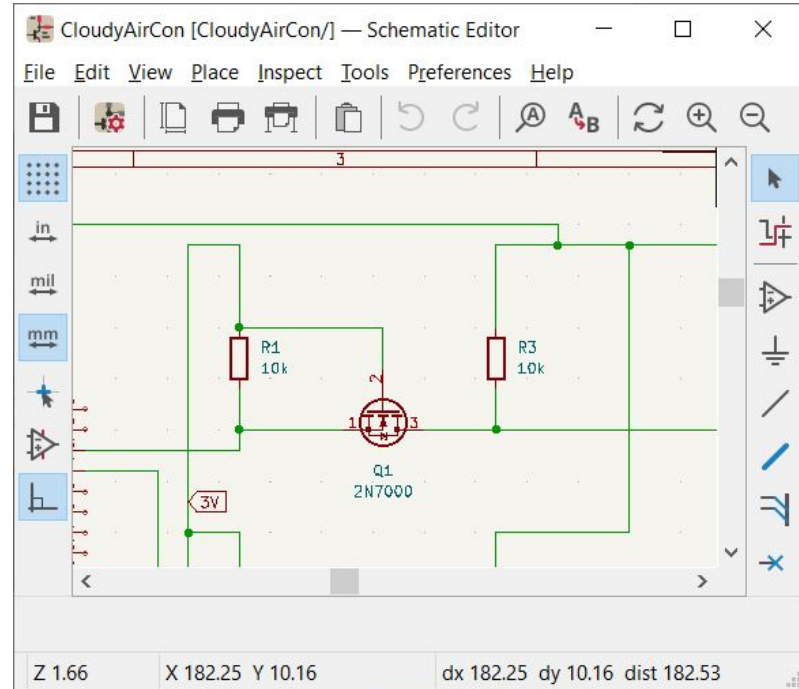 CloudyAirCon [CloudyAirCon/] — Schematic Editor
File Edit View Place Inspect Tools Preferences Help
A
A B
in
mil
mm
3
R1
10k
R3
10k
2
1
3
Q1
2N7000
3V
Z 1.66 X 182.25 Y 10.16 dx 182.25 dy 10.16 dist 182.53